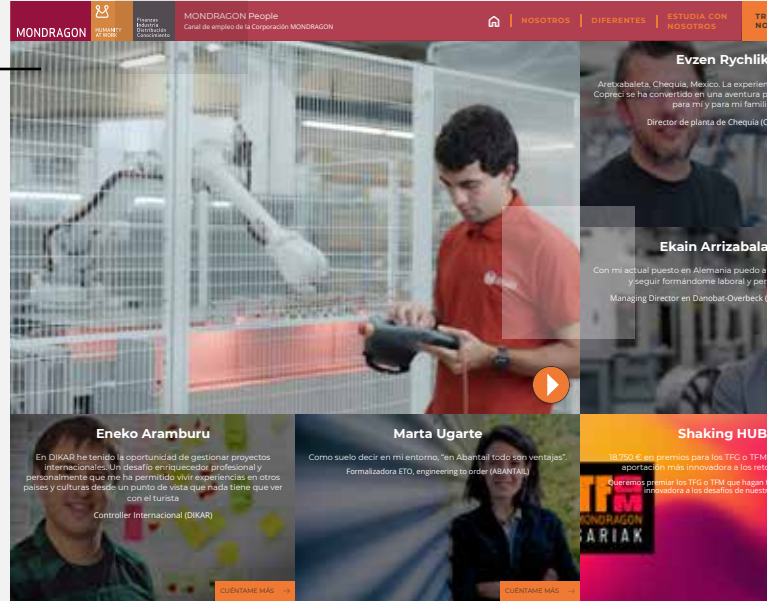 MONDRAGON
HUMANITY
AT WORK
Finanzas
Industria
Distribución
Conocimiento
MONDRAGON People
Canal de empleo de la Corporación MONDRAGON
NOSOTROS
DIFERENTES
ESTUDIA CON
NOSOTROS
Evzen Rychlik
Aretxabaleta, Chequia, Mexico. La
Copreci se ha convertido en una aventura
para mi y para mi
Director de planta de Chequia
Ekain
Con mi actual puesto en Alemania puedo
y seguir formándome laboral y
Managing Director en Danobat-Overbeck
Eneko Aramburu
En DIKAR he tenido la oportunidad de gestionar proyectos
internacionales. Un desafío enriquecedor profesional y
personalmente que me ha permitido vivir experiencias en otros
países y culturas desde un punto de vista que nada tiene que ver
con el turista
Controller Internacional (DIKAR)
CUÉNTAME MÁS →
Marta Ugarte
Como suelo decir en mi entorno, "en Abantail todo son ventajas".
Formalizadora ETO, engineering to order (ABANTAIL)
CUÉNTAME MÁS →
Shaking HUB
18.750 € en premios para los TFG o TFM
aportación más innovadora a los
Queremos premiar los TFG o TFM que hagan
innovadora a los desafíos de
MONDRAGON
SARIAK